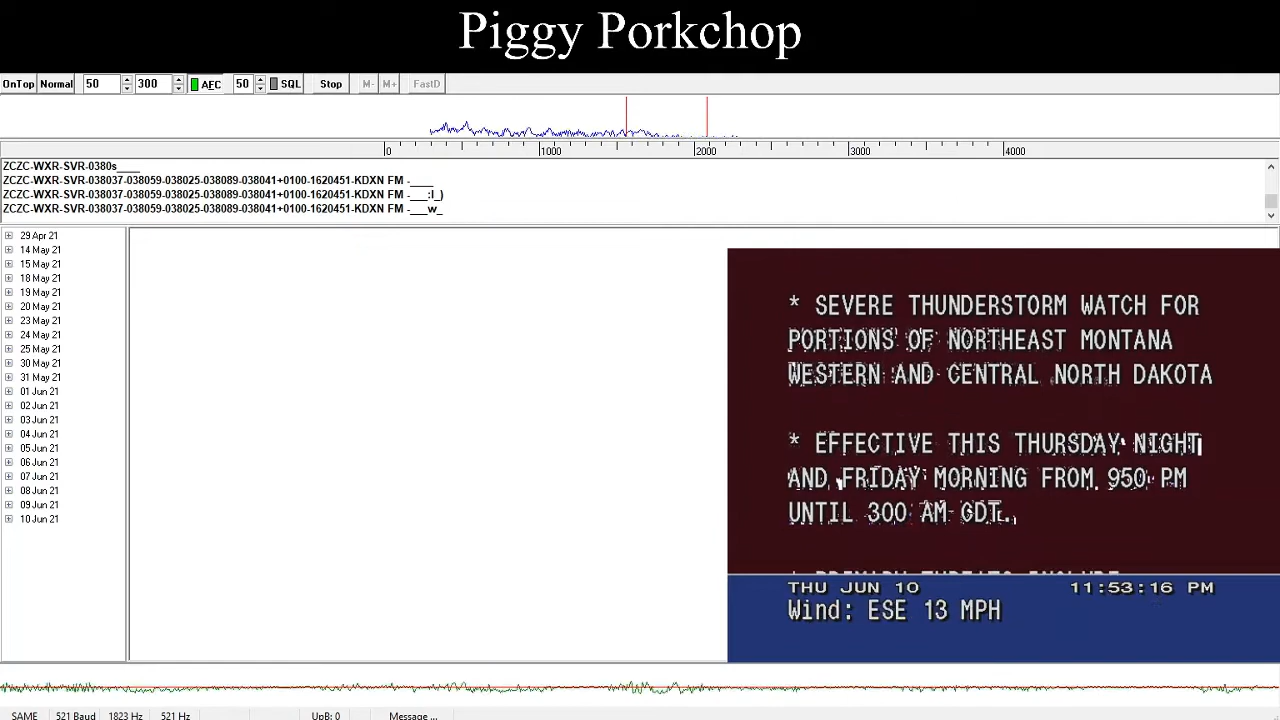 Piggy Porkchop
OnTop Normal 50 300 AFC 50 SQL Stop M- M+ FastD
0 1000 2000 3000 4000
ZCZC-WXR-SVR-0380s____
ZCZC-WXR-SVR-038037-038059-038025-038089-038041+0100-1620451-KDXN FM -____
ZCZC-WXR-SVR-038037-038059-038025-038089-038041+0100-1620451-KDXN FM -___:l_)
ZCZC-WXR-SVR-038037-038059-038025-038089-038041+0100-1620451-KDXN FM -___w_
29 Apr 21
14 May 21
15 May 21
18 May 21
19 May 21
20 May 21
23 May 21
24 May 21
25 May 21
30 May 21
31 May 21
01 Jun 21
02 Jun 21
03 Jun 21
04 Jun 21
05 Jun 21
06 Jun 21
07 Jun 21
08 Jun 21
09 Jun 21
10 Jun 21
* SEVERE THUNDERSTORM WATCH FOR
PORTIONS OF NORTHEAST MONTANA
WESTERN AND CENTRAL NORTH DAKOTA
* EFFECTIVE THIS THURSDAY NIGHT
AND FRIDAY MORNING FROM 950 PM
UNTIL 300 AM CDT.
THU JUN 10 11:53:16 PM
Wind: ESE 13 MPH
SAME 521 Baud 1823 Hz 521 Hz UpB: 0 Message ...